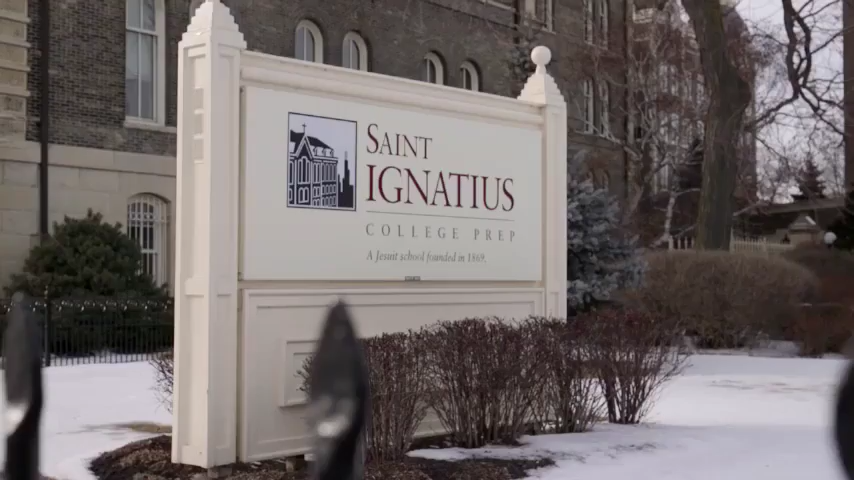 SAINT
IGNATIUS
COLLEGE PREP
A Jesuit school founded in 1869.